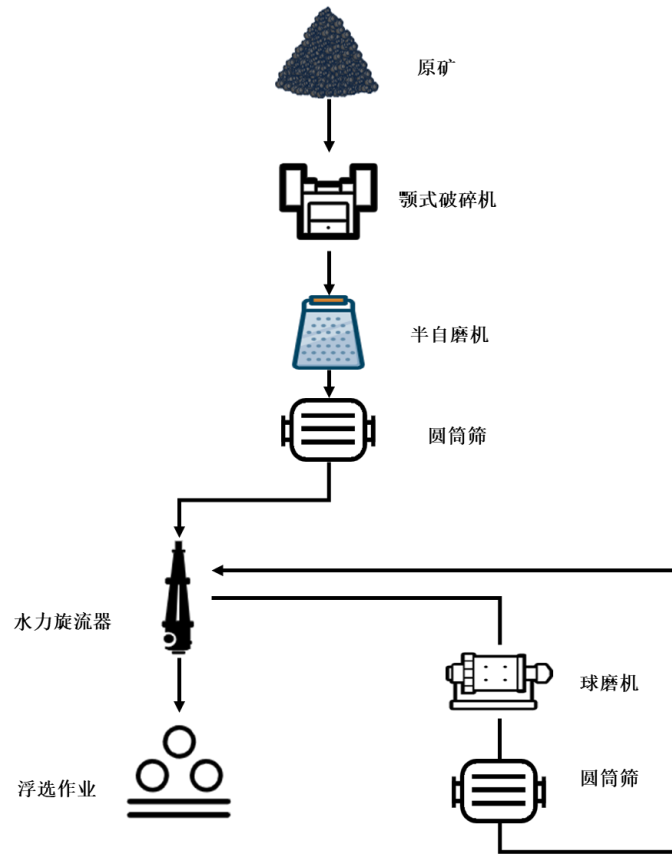 原矿
颚式破碎机
半自磨机
圆筒筛
水力旋流器
球磨机
圆筒筛
浮选作业